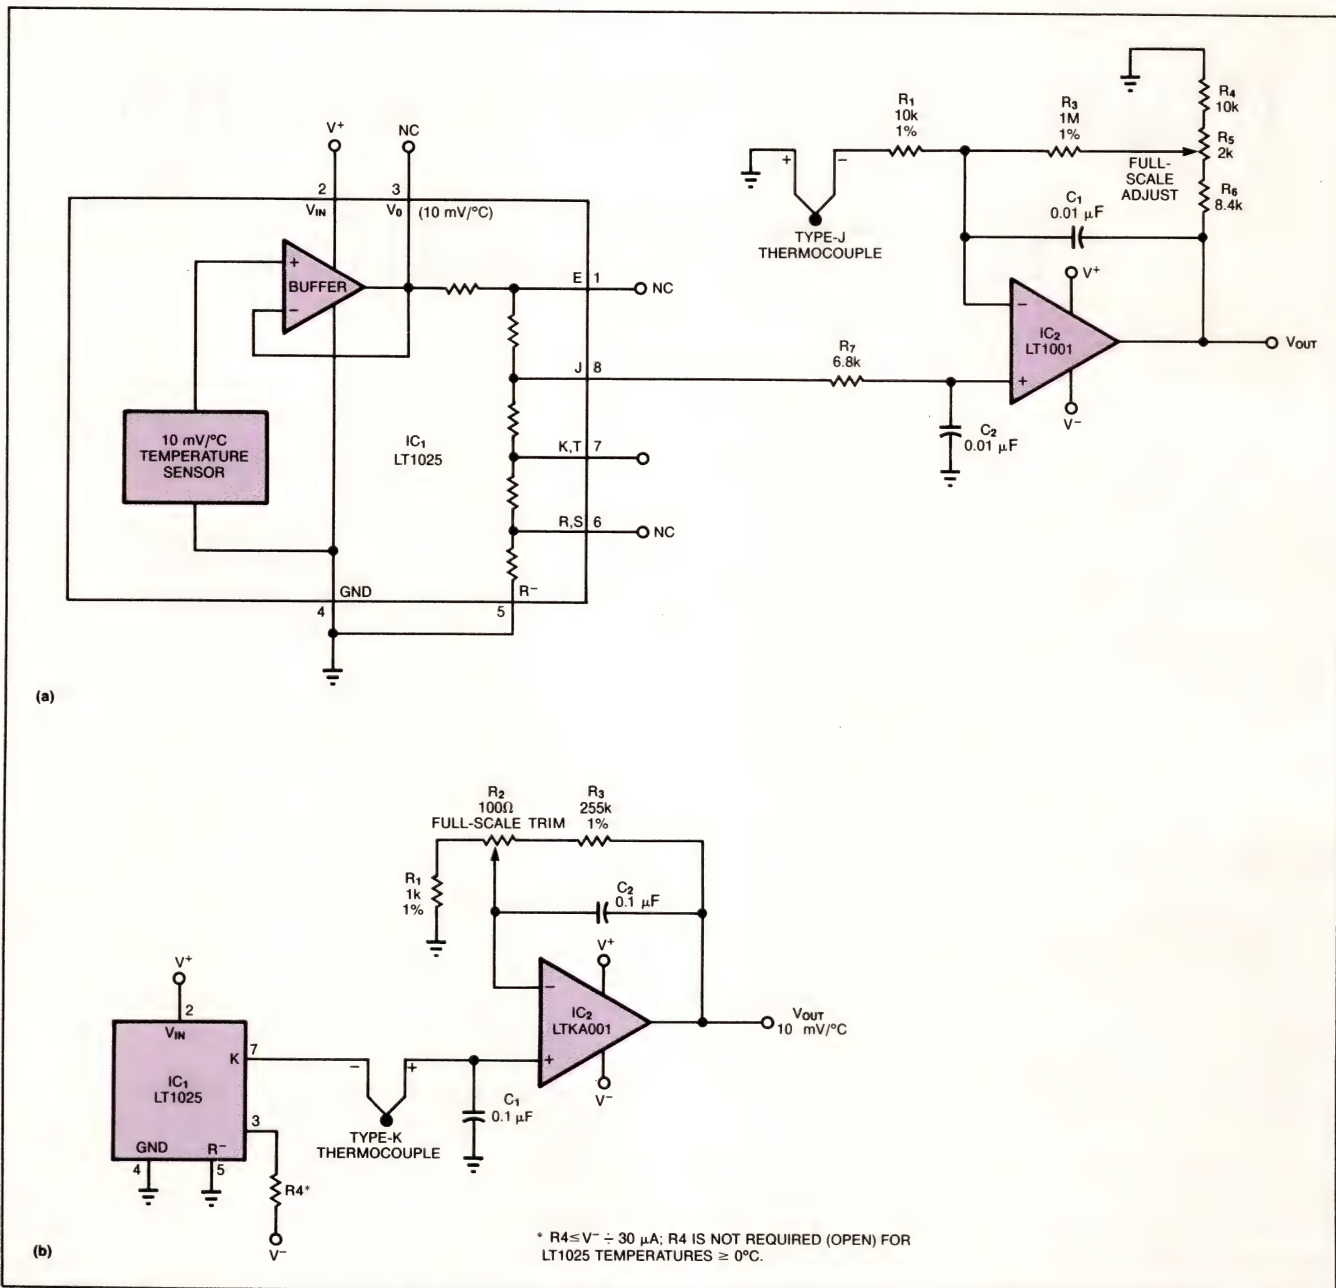 V⁺
NC
2
3
V_IN
V₀
(10 mV/°C)
+
BUFFER
−
E
1
NC
J
8
10 mV/°C
TEMPERATURE
SENSOR
IC₁
LT1025
K,T
7
R,S
6
NC
GND
R⁻
4
5
R₁
10k
1%
R₃
1M
1%
R₄
10k
R₅
2k
FULL-
SCALE
ADJUST
R₆
8.4k
+
−
TYPE-J
THERMOCOUPLE
C₁
0.01 μF
V⁺
−
IC₂
LT1001
+
V⁻
V_OUT
R₇
6.8k
C₂
0.01 μF
(a)
R₂
100Ω
FULL-SCALE TRIM
R₃
255k
1%
R₁
1k
1%
C₂
0.1 μF
V⁺
−
IC₂
LTKA001
+
V⁻
V_OUT
10 mV/°C
V⁺
2
V_IN
K
7
IC₁
LT1025
3
GND
R⁻
4
5
R4*
V⁻
−
+
TYPE-K
THERMOCOUPLE
C₁
0.1 μF
* R4≤V⁻ ÷ 30 μA; R4 IS NOT REQUIRED (OPEN) FOR
LT1025 TEMPERATURES ≥ 0°C.
(b)